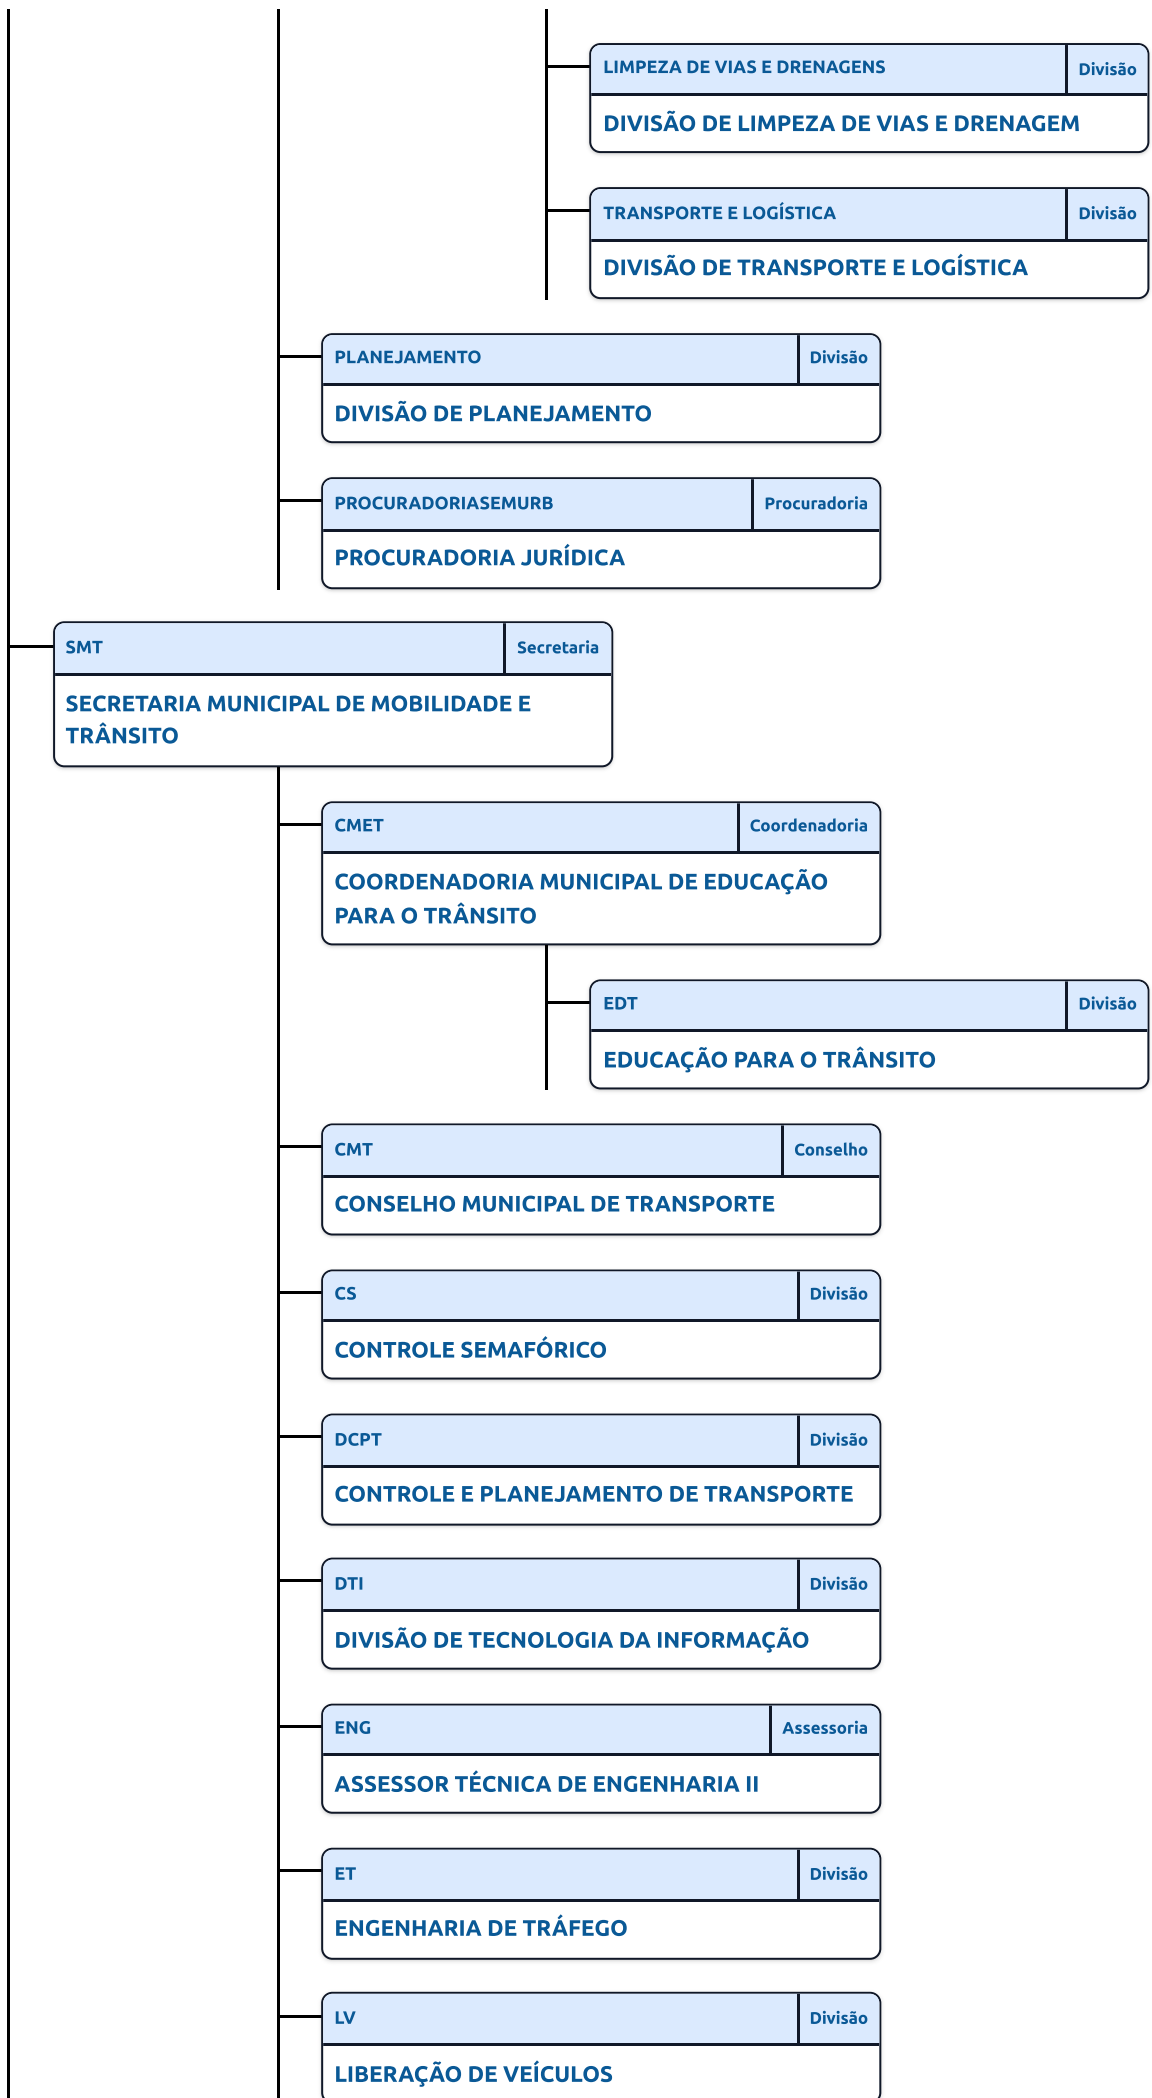 LIMPEZA DE VIAS E DRENAGENS Divisão
DIVISÃO DE LIMPEZA DE VIAS E DRENAGEM
TRANSPORTE E LOGÍSTICA Divisão
DIVISÃO DE TRANSPORTE E LOGÍSTICA
PLANEJAMENTO Divisão
DIVISÃO DE PLANEJAMENTO
PROCURADORIASEMURB Procuradoria
PROCURADORIA JURÍDICA
SMT Secretaria
SECRETARIA MUNICIPAL DE MOBILIDADE E
TRÂNSITO
CMET Coordenadoria
COORDENADORIA MUNICIPAL DE EDUCAÇÃO
PARA O TRÂNSITO
EDT Divisão
EDUCAÇÃO PARA O TRÂNSITO
CMT Conselho
CONSELHO MUNICIPAL DE TRANSPORTE
CS Divisão
CONTROLE SEMAFÓRICO
DCPT Divisão
CONTROLE E PLANEJAMENTO DE TRANSPORTE
DTI Divisão
DIVISÃO DE TECNOLOGIA DA INFORMAÇÃO
ENG Assessoria
ASSESSOR TÉCNICA DE ENGENHARIA II
ET Divisão
ENGENHARIA DE TRÁFEGO
LV Divisão
LIBERAÇÃO DE VEÍCULOS